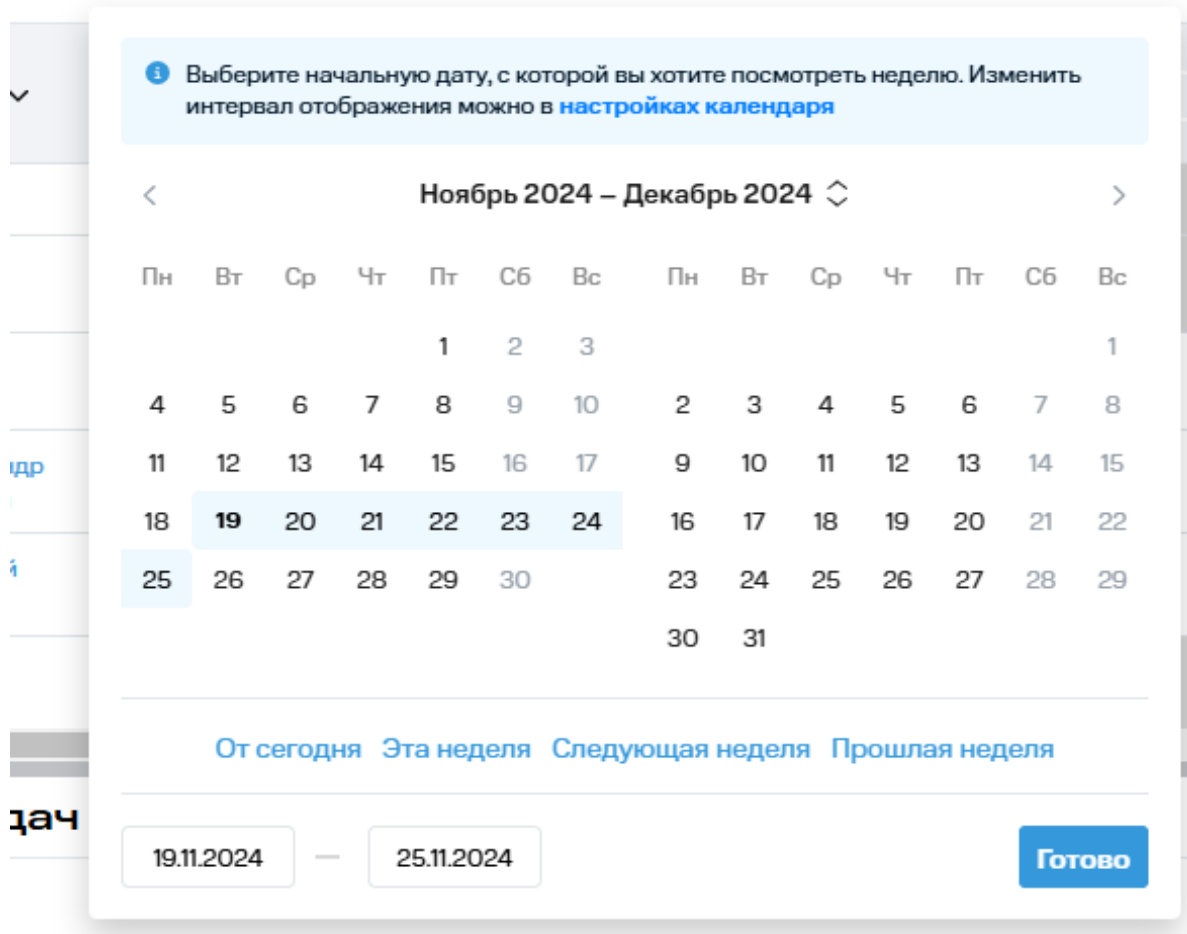 Выберите начальную дату, с которой вы хотите посмотреть неделю. Изменить
интервал отображения можно в настройках календаря
Ноябрь 2024 – Декабрь 2024
Пн Вт Ср Чт Пт Сб Вс Пн Вт Ср Чт Пт Сб Вс
1 2 3 1
4 5 6 7 8 9 10 2 3 4 5 6 7 8
11 12 13 14 15 16 17 9 10 11 12 13 14 15
18 19 20 21 22 23 24 16 17 18 19 20 21 22
25 26 27 28 29 30 23 24 25 26 27 28 29
30 31
От сегодня Эта неделя Следующая неделя Прошлая неделя
19.11.2024 — 25.11.2024 Готово